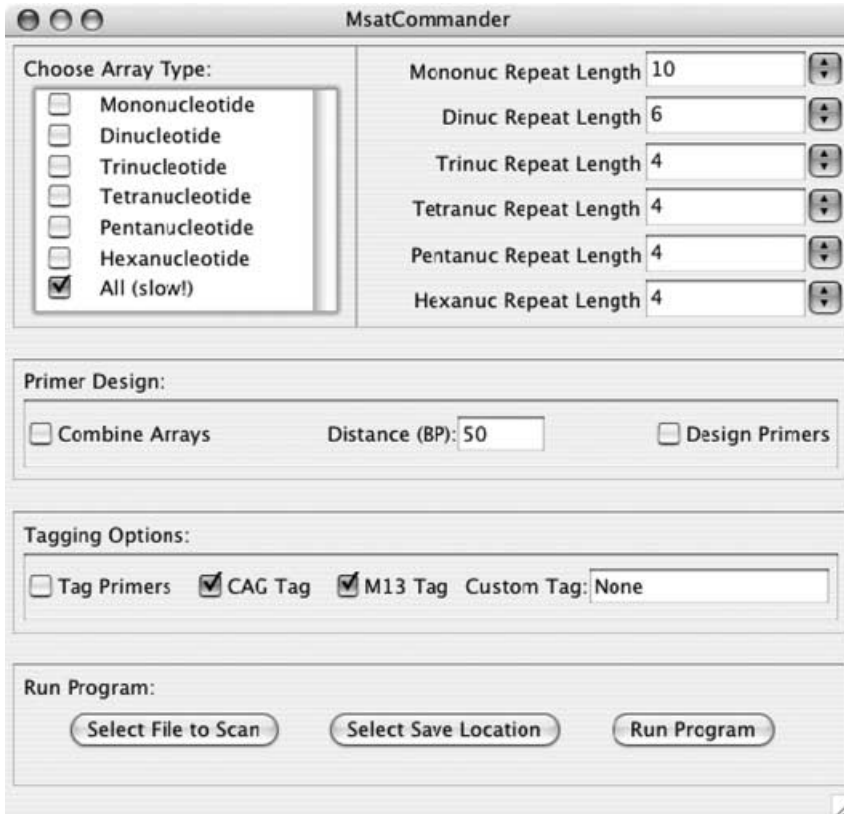 MsatCommander
Choose Array Type:
Mononucleotide
Dinucleotide
Trinucleotide
Tetranucleotide
Pentanucleotide
Hexanucleotide
All (slow!)
Mononuc Repeat Length 10
Dinuc Repeat Length 6
Trinuc Repeat Length 4
Tetranuc Repeat Length 4
Pentanuc Repeat Length 4
Hexanuc Repeat Length 4
Primer Design:
Combine Arrays Distance (BP): 50 Design Primers
Tagging Options:
Tag Primers CAG Tag M13 Tag Custom Tag: None
Run Program:
Select File to Scan Select Save Location Run Program